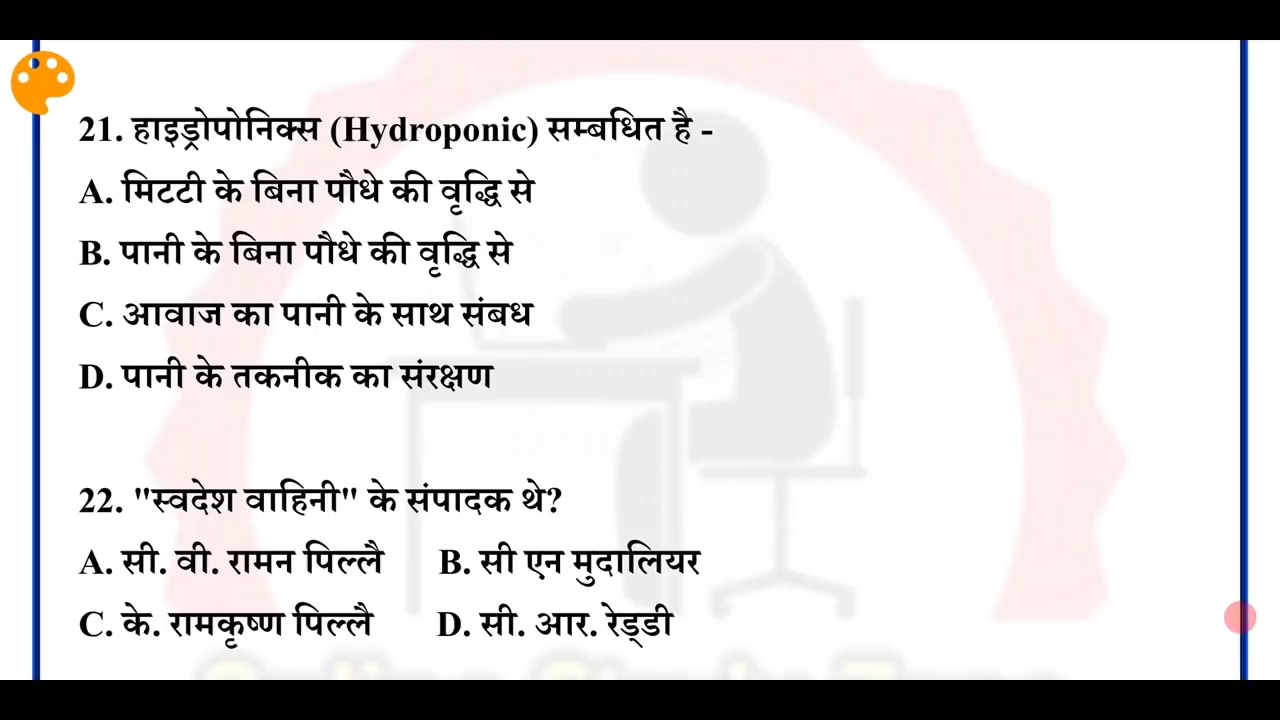 21. हाइड्रोपोनिक्स (Hydroponic) सम्बधित है -
A. मिटटी के बिना पौधे की वृद्धि से
B. पानी के बिना पौधे की वृद्धि से
C. आवाज का पानी के साथ संबध
D. पानी के तकनीक का संरक्षण
22. "स्वदेश वाहिनी" के संपादक थे?
A. सी. वी. रामन पिल्लै B. सी एन मुदालियर
C. के. रामकृष्ण पिल्लै D. सी. आर. रेड्डी